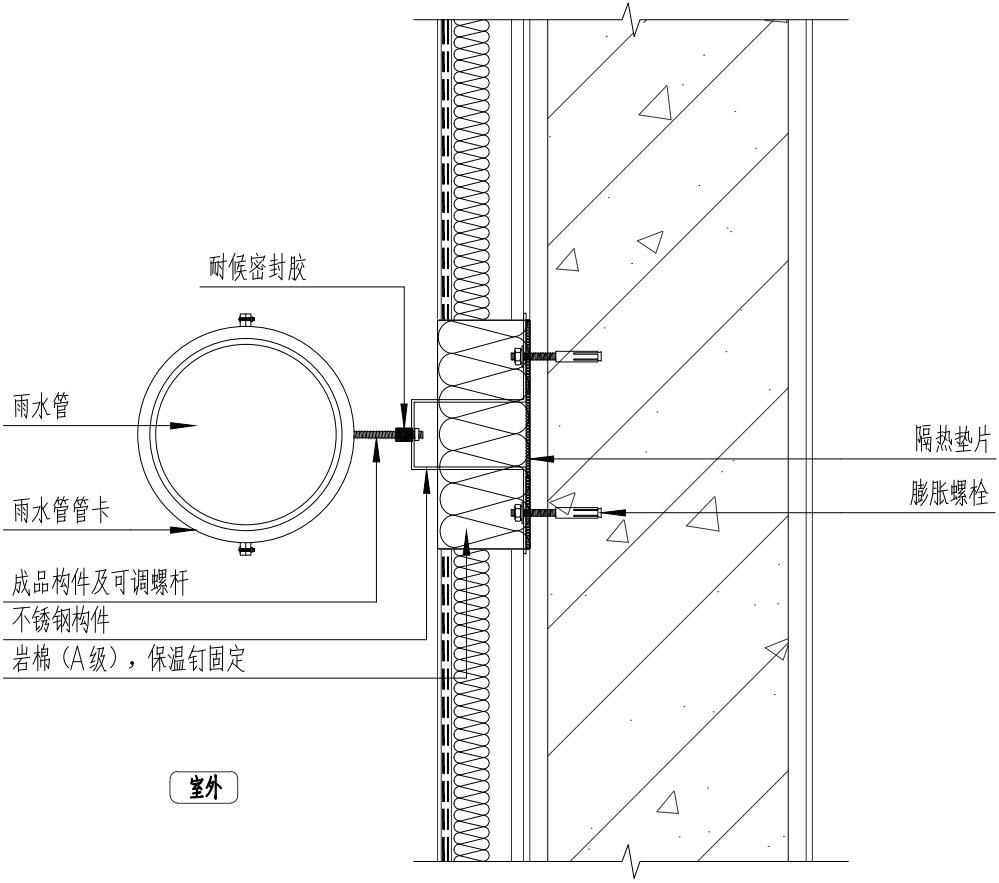 耐候密封胶
雨水管
隔热垫片
膨胀螺栓
雨水管管卡
成品构件及可调螺杆
不锈钢构件
岩棉（A级），保温钉固定
室外